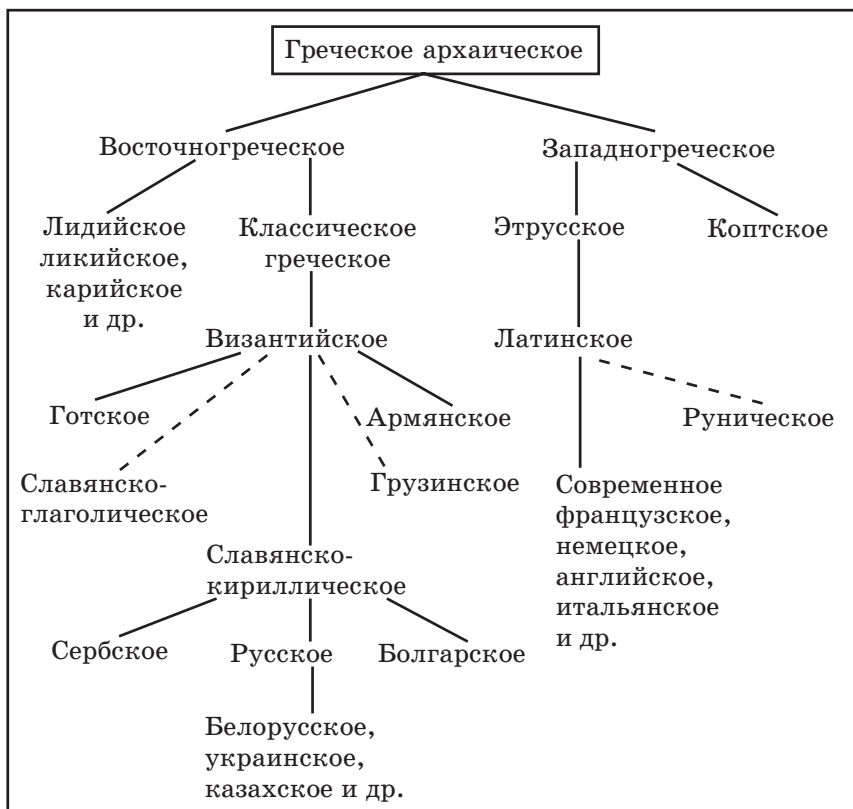 Греческое архаическое
Восточногреческое
Западногреческое
Лидийское
ликийское,
карийское
и др.
Классическое
греческое
Этрусское
Коптское
Византийское
Латинское
Готское
Армянское
Руническое
Славянско-
глаголическое
Грузинское
Современное
французское,
немецкое,
английское,
итальянское
и др.
Славянско-
кириллическое
Сербское
Русское
Болгарское
Белорусское,
украинское,
казахское и др.